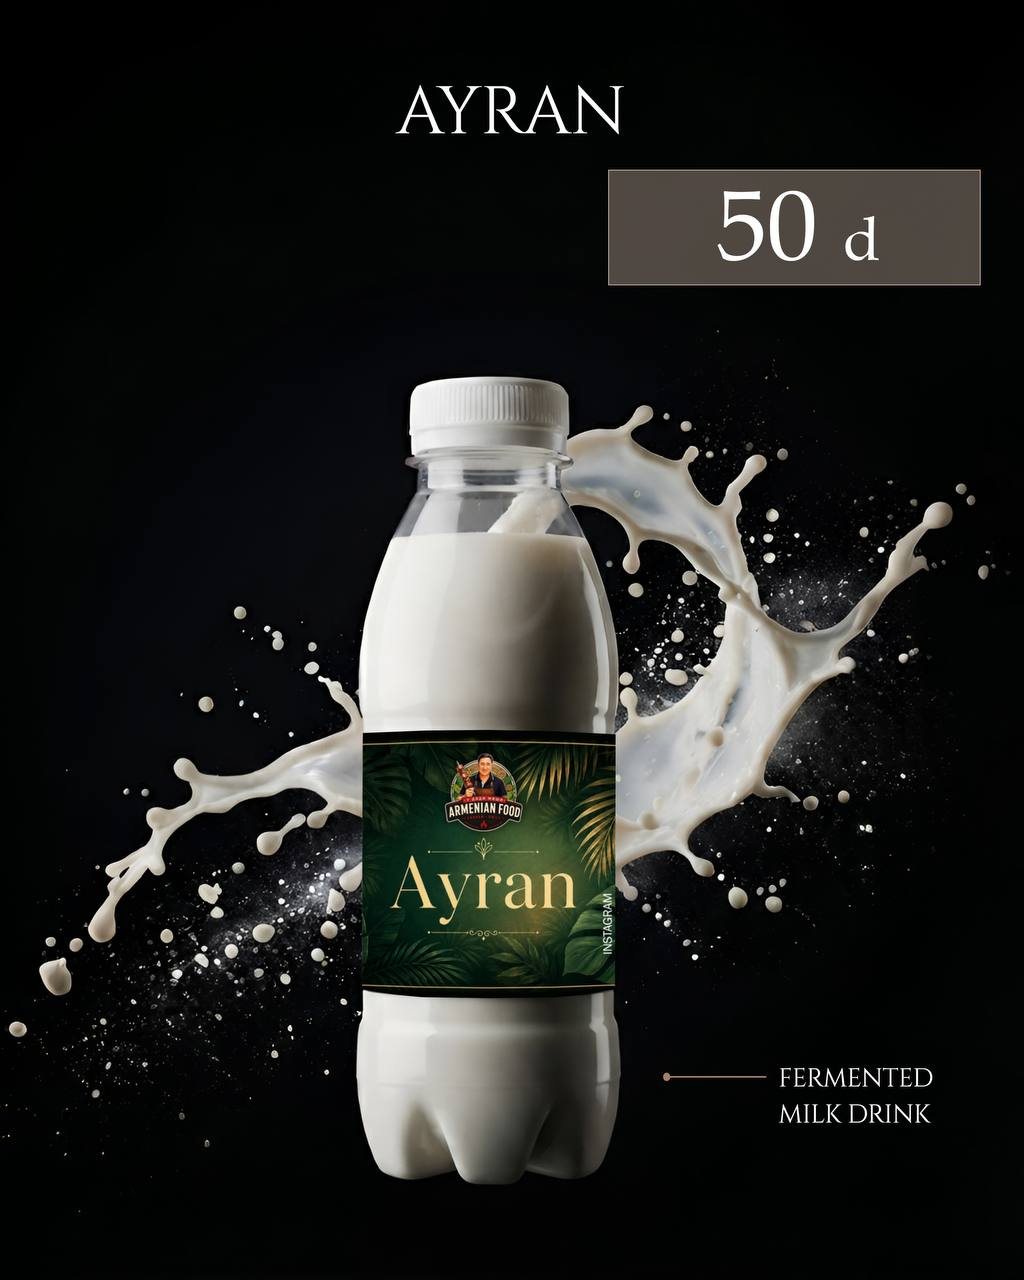 AYRAN
50 d
ARMENIAN FOOD
Ayran
INSTAGRAM
FERMENTED
MILK DRINK